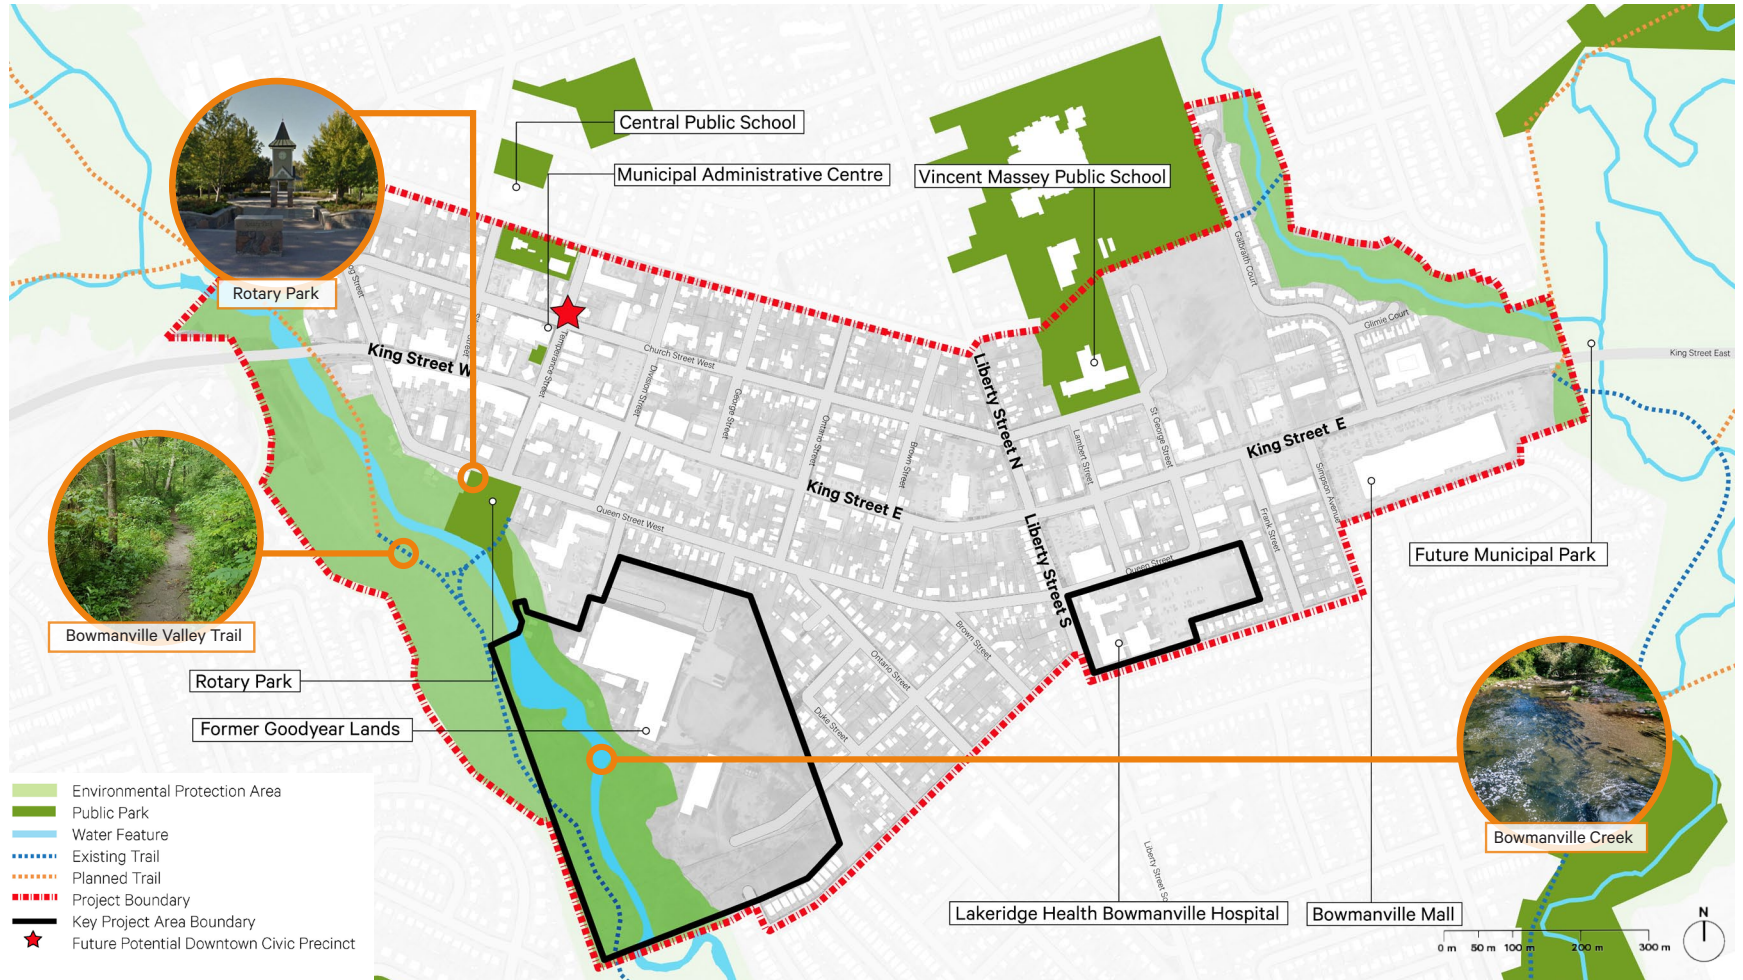 Central Public School
Municipal Administrative Centre
Vincent Massey Public School
Rotary Park
King Street W
Church Street West
Temperance Street
Division Street
George Street
Ontario Street
Brown Street
King Street E
Queen Street West
Liberty Street N
Liberty Street S
Galbraith Court
Glimie Court
King Street East
King Street E
Lambert Street
St George Street
Simpson Avenue
Frank Street
Queen Street
Future Municipal Park
Bowmanville Valley Trail
Rotary Park
Former Goodyear Lands
Brown Street
Ontario Street
Duke Street
Bowmanville Creek
Lakeridge Health Bowmanville Hospital
Bowmanville Mall
Environmental Protection Area
Public Park
Water Feature
Existing Trail
Planned Trail
Project Boundary
Key Project Area Boundary
Future Potential Downtown Civic Precinct
Liberty Street So
N
0 m 50 m 100 m 200 m 300 m